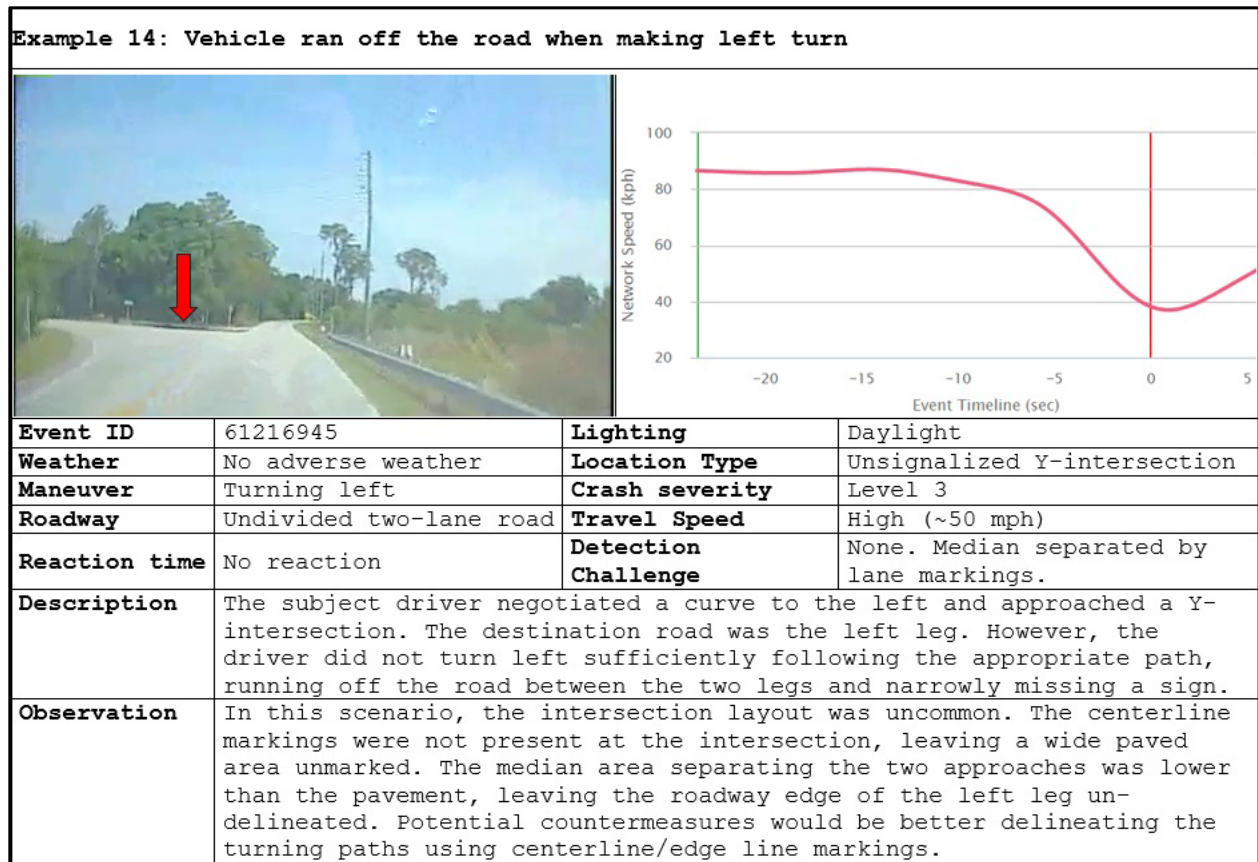 Example 14: Vehicle ran off the road when making left turn
100
80
60
40
20
Network Speed (kph)
-20 -15 -10 -5 0 5
Event Timeline (sec)
Event ID 61216945 Lighting Daylight
Weather No adverse weather Location Type Unsignalized Y-intersection
Maneuver Turning left Crash severity Level 3
Roadway Undivided two-lane road Travel Speed High (~50 mph)
Reaction time No reaction Detection Challenge None. Median separated by lane markings.
Description The subject driver negotiated a curve to the left and approached a Y-
intersection. The destination road was the left leg. However, the
driver did not turn left sufficiently following the appropriate path,
running off the road between the two legs and narrowly missing a sign.
Observation In this scenario, the intersection layout was uncommon. The centerline
markings were not present at the intersection, leaving a wide paved
area unmarked. The median area separating the two approaches was lower
than the pavement, leaving the roadway edge of the left leg un-
delineated. Potential countermeasures would be better delineating the
turning paths using centerline/edge line markings.